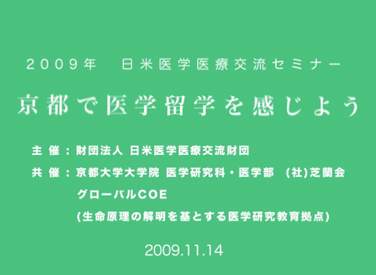 2009年　日米医学医療交流セミナー
京都で医学留学を感じよう
主 催 : 財団法人 日米医学医療交流財団
共 催 : 京都大学大学院 医学研究科・医学部　(社)芝蘭会
グローバルCOE
(生命原理の解明を基とする医学研究教育拠点)
2009.11.14